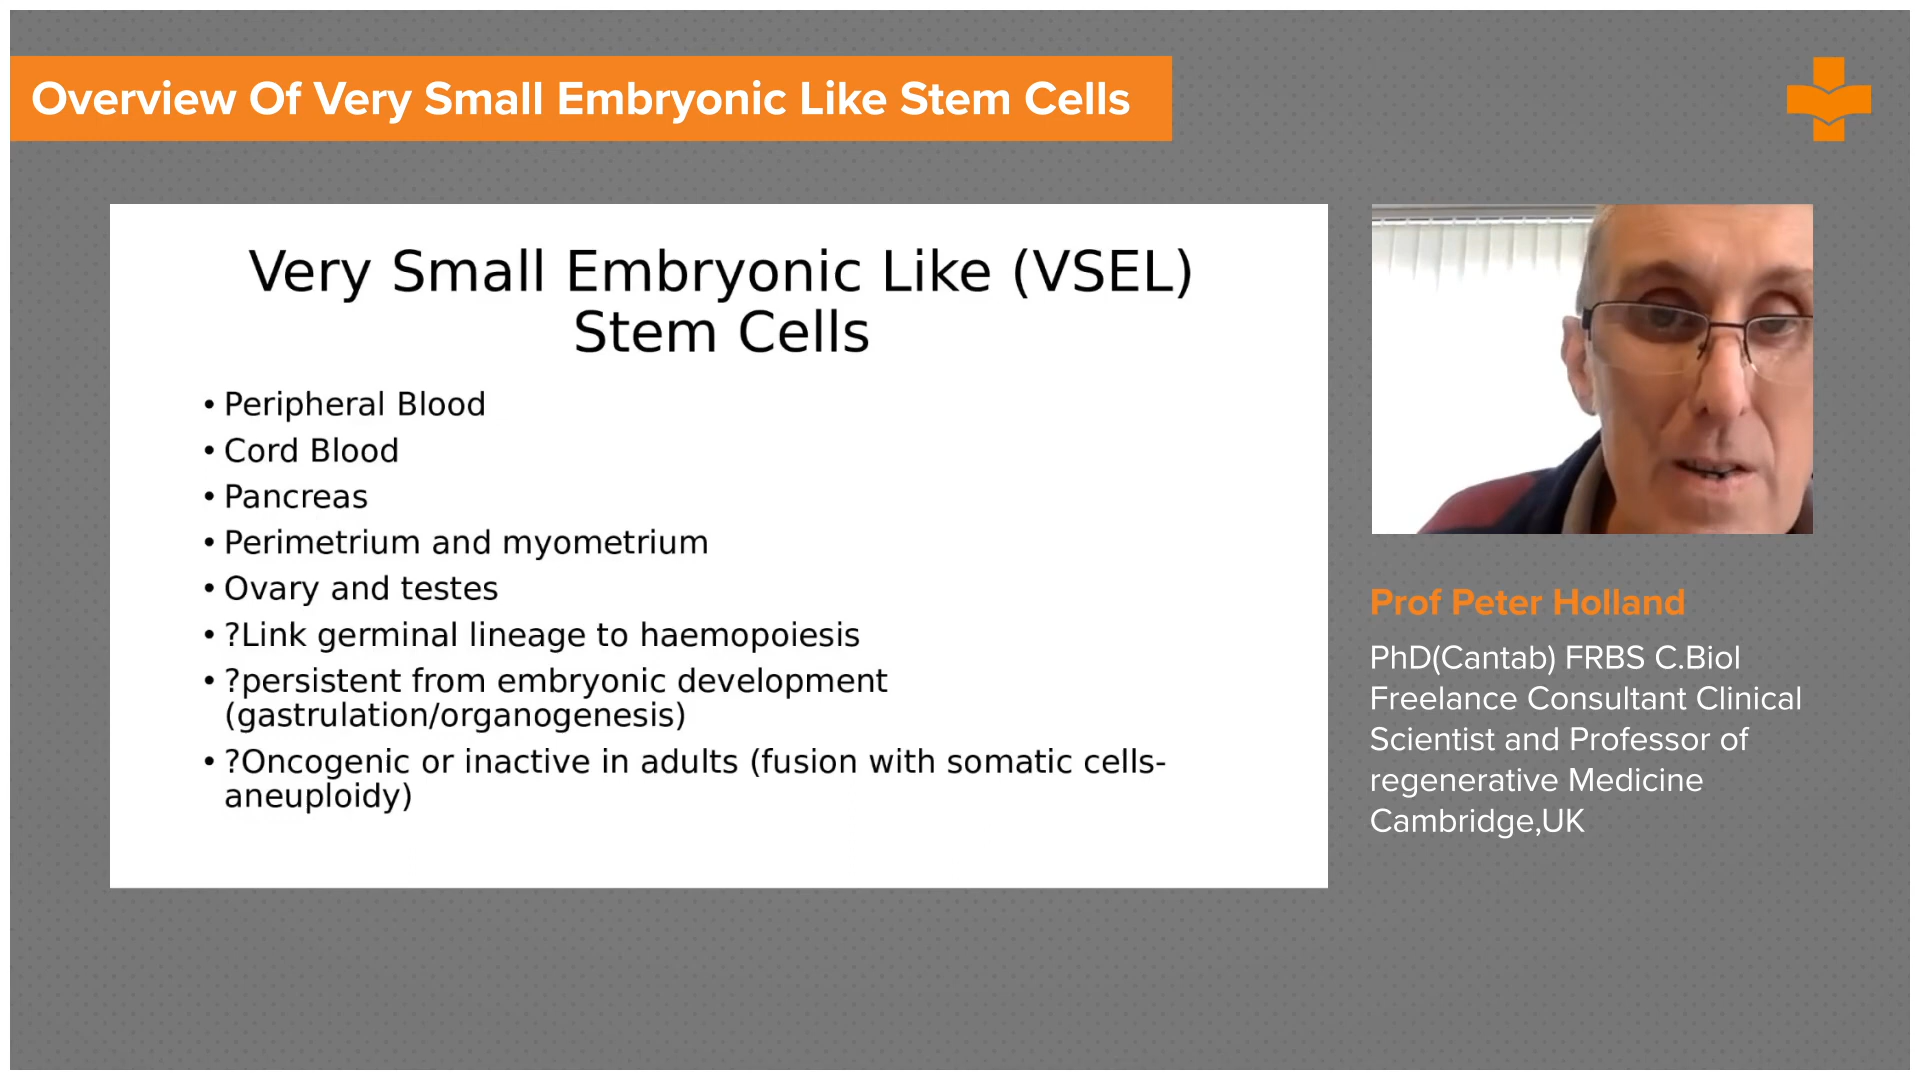 Overview Of Very Small Embryonic Like Stem Cells
Very Small Embryonic Like (VSEL)
Stem Cells
• Peripheral Blood
• Cord Blood
• Pancreas
• Perimetrium and myometrium
• Ovary and testes
• ?Link germinal lineage to haemopoiesis
• ?persistent from embryonic development
(gastrulation/organogenesis)
• ?Oncogenic or inactive in adults (fusion with somatic cells-
aneuploidy)
Prof Peter Holland
PhD(Cantab) FRBS C.Biol
Freelance Consultant Clinical
Scientist and Professor of
regenerative Medicine
Cambridge,UK